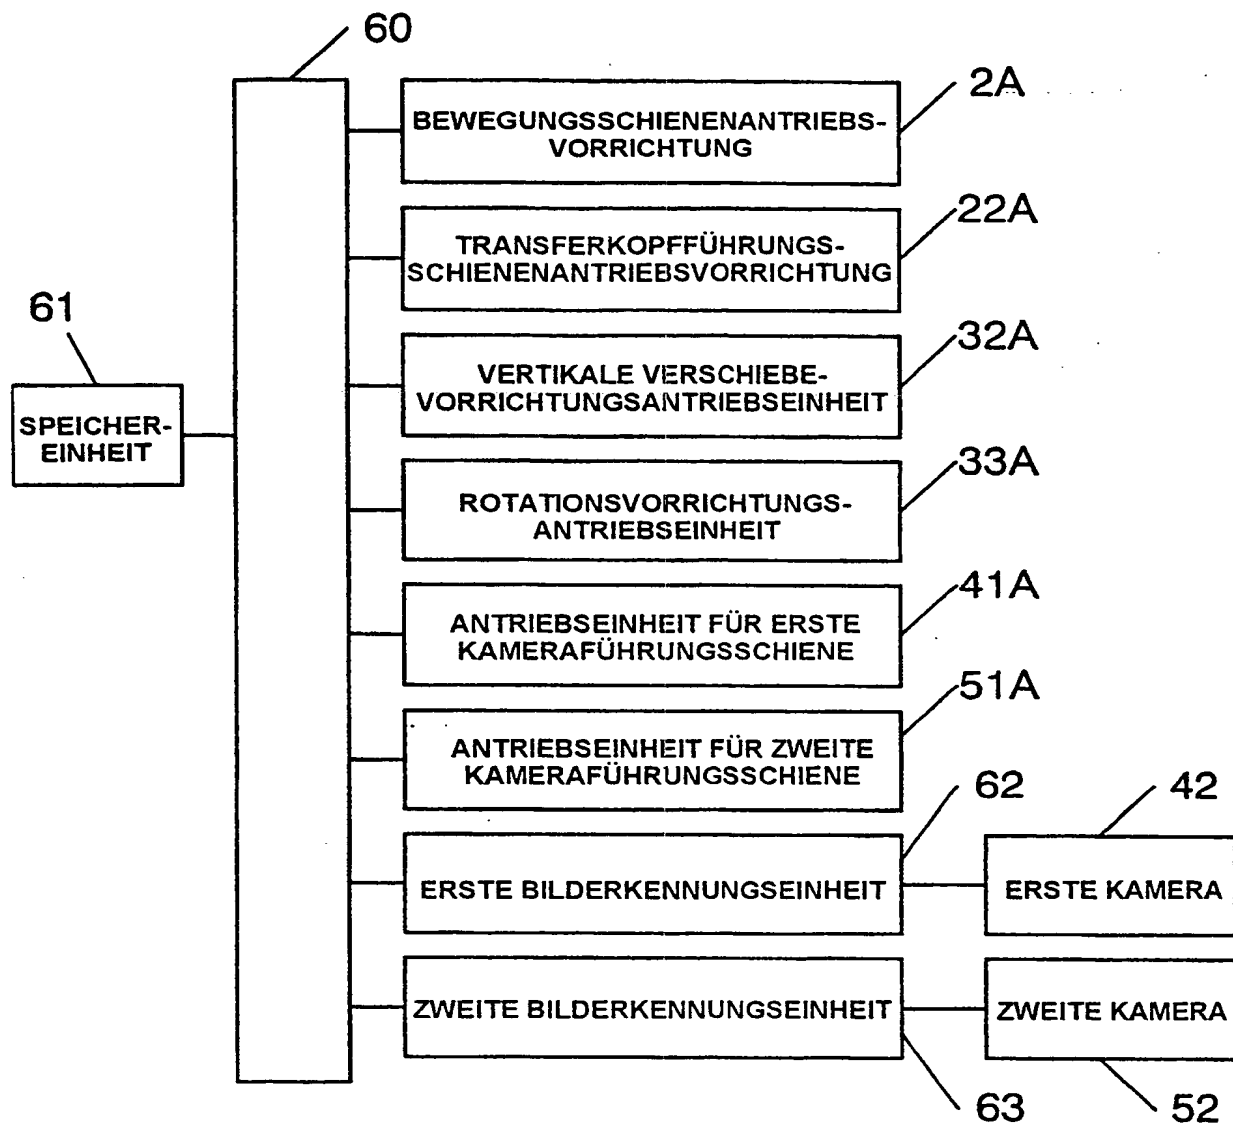 60
2A
BEWEGUNGSSCHIENENANTRIEBS-
VORRICHTUNG
22A
TRANSFERKOPFFÜHRUNGS-
SCHIENENANTRIEBSVORRICHTUNG
61
SPEICHER-
EINHEIT
32A
VERTIKALE VERSCHIEBE-
VORRICHTUNGSANTRIEBSEINHEIT
33A
ROTATIONSVORRICHTUNGS-
ANTRIEBSEINHEIT
41A
ANTRIEBSEINHEIT FÜR ERSTE
KAMERAFÜHRUNGSSCHIENE
51A
ANTRIEBSEINHEIT FÜR ZWEITE
KAMERAFÜHRUNGSSCHIENE
62
42
ERSTE BILDERKENNUNGSEINHEIT
ERSTE KAMERA
ZWEITE BILDERKENNUNGSEINHEIT
ZWEITE KAMERA
63
52